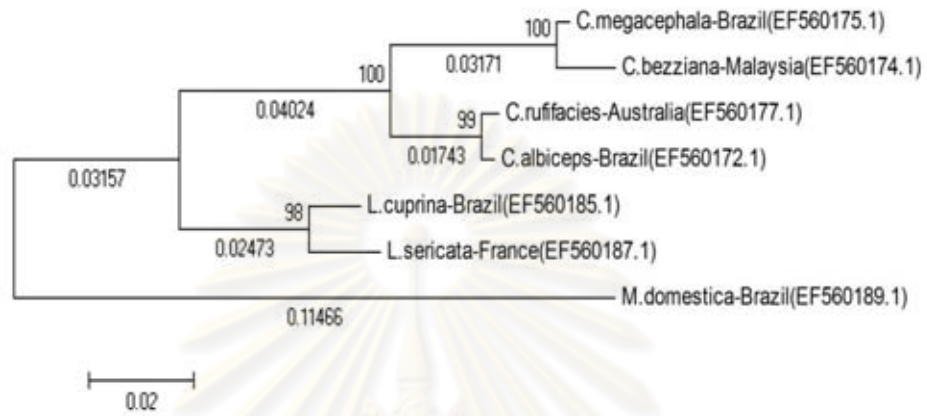 100 C.megacephala-Brazil(EF560175.1)
0.03171
C.bezziana-Malaysia(EF560174.1)
100
0.04024
99 C.rufifacies-Australia(EF560177.1)
0.01743
C.albiceps-Brazil(EF560172.1)
0.03157
98 L.cuprina-Brazil(EF560185.1)
0.02473
L.sericata-France(EF560187.1)
M.domestica-Brazil(EF560189.1)
0.11466
0.02